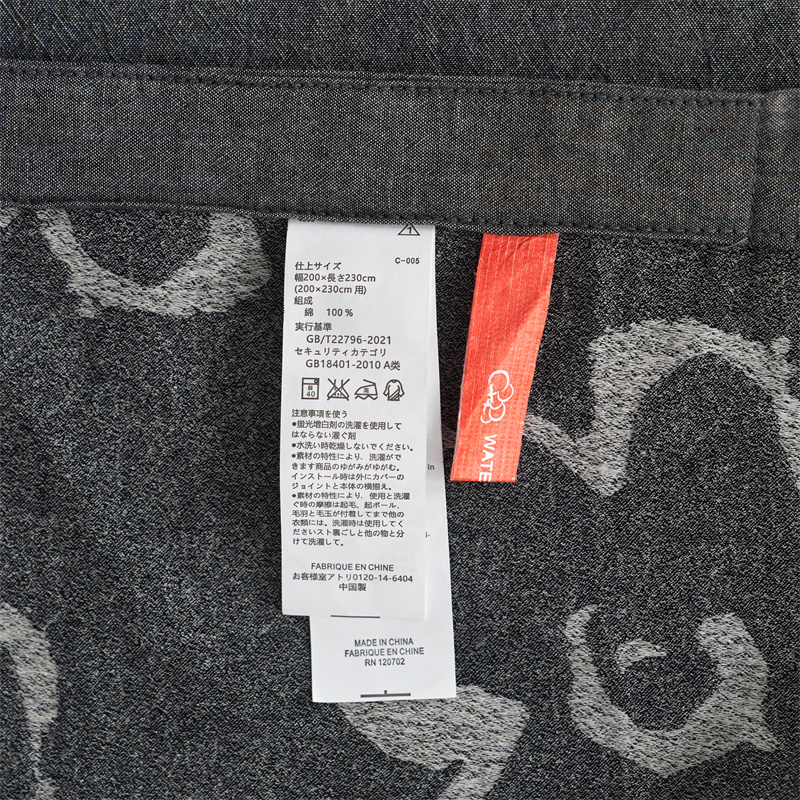 C-005
仕上サイズ
幅200×長さ230cm
(200×230cm 用)
組成
綿 100%
実行基準
GB/T22796-2021
セキュリティカテゴリ
GB18401-2010 A类
40
注意事項を使う
●蛍光増白剤の洗濯を使用して
はならない濯ぐ剤
●水洗い時乾燥しないでください。
●素材の特性により、洗濯がで
きます商品のゆがみがゆがむ。
インストール時は外にカバーの
ジョイントと本体の横揃え。
●素材の特性により、使用と洗濯
ぐ時の摩擦は起毛、起ボール、
毛羽と毛玉が付着してまで他の
衣類には。洗濯時は使用してく
ださいスト裏ごしと他の物と分
けて洗濯して。
FABRIQUE EN CHINE
お客様室アトリ0120-14-6404
中国製
MADE IN CHINA
FABRIQUE EN CHINE
RN 120702
WATE